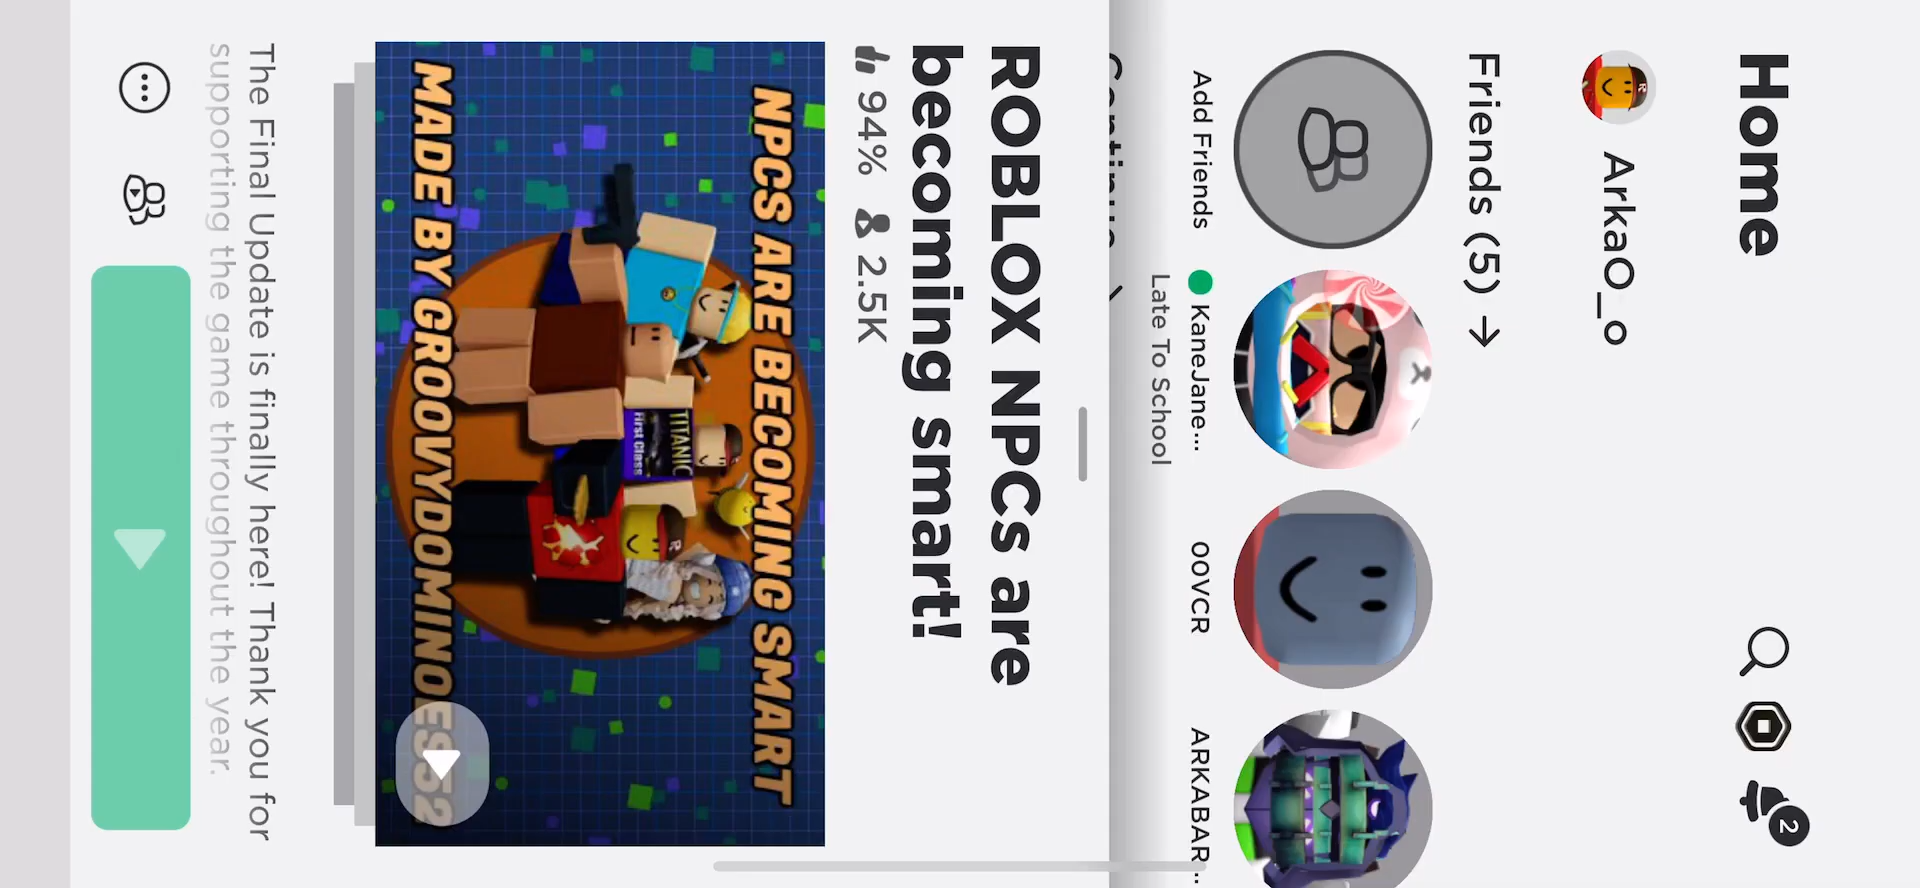 Home
2
ArkaO_o
Friends (5) →
Add Friends
KaneJane...
Late To School
OOVCR
ARKABAR...
Continue
ROBLOX NPCs are
becoming smart!
94% 2.5K
NPCS ARE BECOMING SMART
TITANIC
First Class
MADE BY GROOVYDOMINOES52
The Final Update is finally here! Thank you for
supporting the game throughout the year.